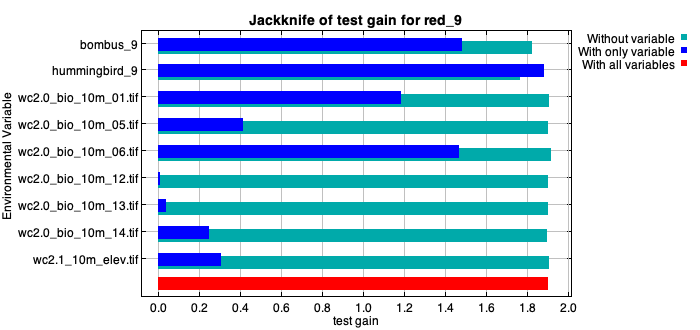 Jackknife of test gain for red_9
Without variable
With only variable
With all variables
Environmental Variable
bombus_9
hummingbird_9
wc2.0_bio_10m_01.tif
wc2.0_bio_10m_05.tif
wc2.0_bio_10m_06.tif
wc2.0_bio_10m_12.tif
wc2.0_bio_10m_13.tif
wc2.0_bio_10m_14.tif
wc2.1_10m_elev.tif
0.0 0.2 0.4 0.6 0.8 1.0 1.2 1.4 1.6 1.8 2.0
test gain